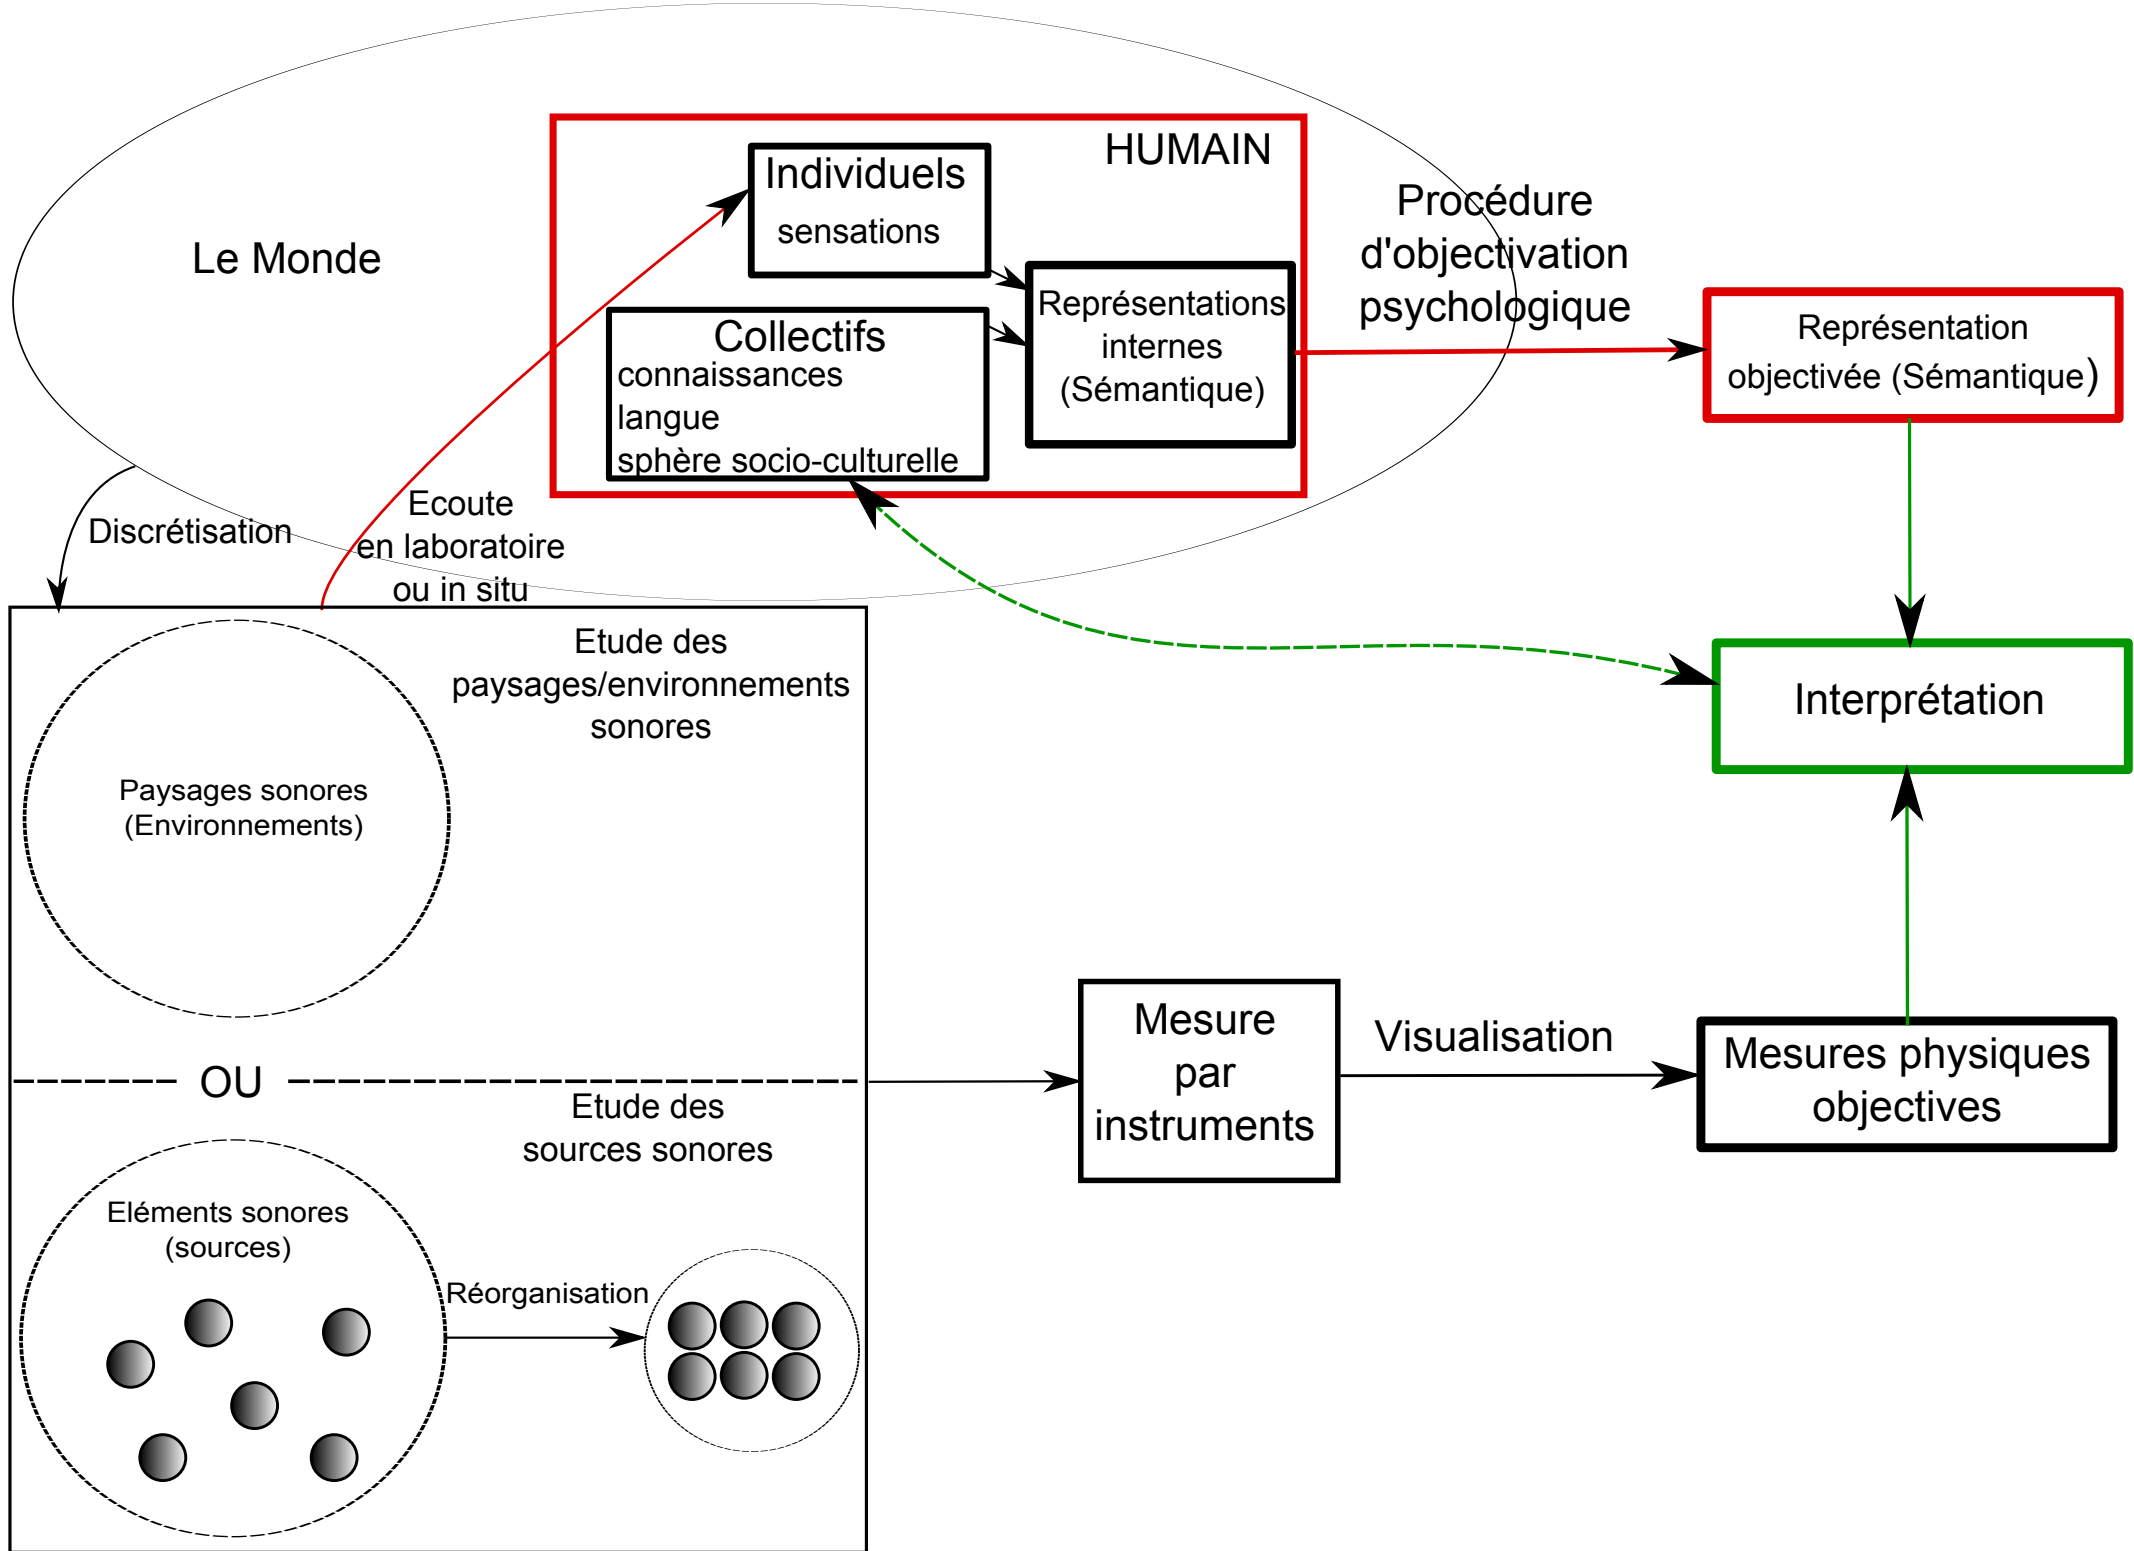 HUMAIN
Individuels
sensations
Le Monde
Procédure
d'objectivation
psychologique
Représentations
internes
(Sémantique)
Collectifs
connaissances
langue
sphère socio-culturelle
Représentation
objectivée (Sémantique)
Discrétisation
Ecoute
en laboratoire
ou in situ
Etude des
paysages/environnements
sonores
Interprétation
Paysages sonores
(Environnements)
OU
Etude des
sources sonores
Mesure
par
instruments
Visualisation
Mesures physiques
objectives
Eléments sonores
(sources)
Réorganisation